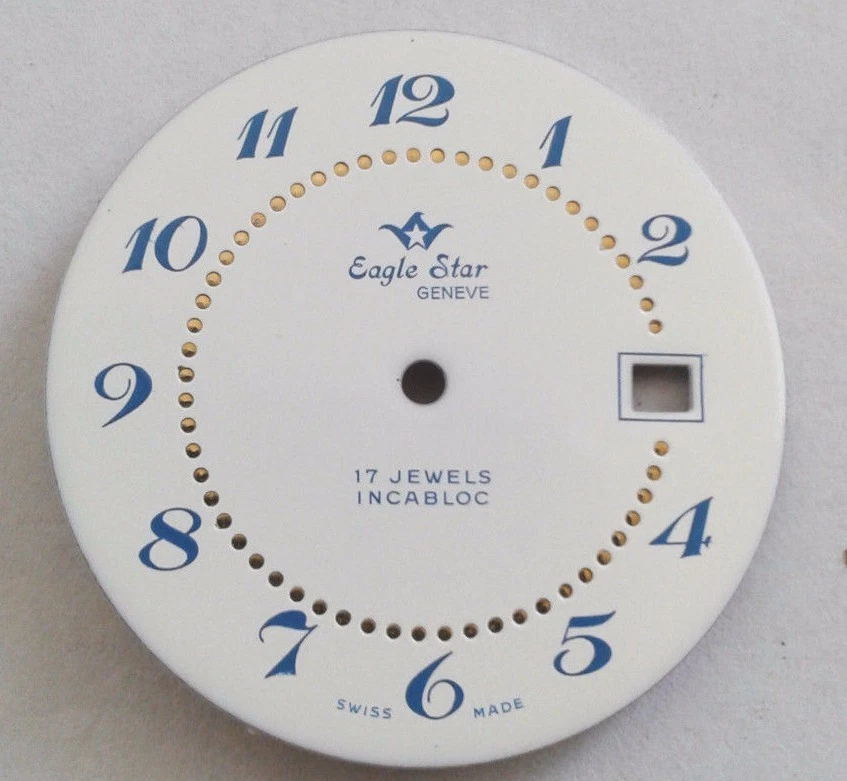 12
11
1
10
2
Eagle Star
GENEVE
9
17 JEWELS
INCABLOC
8
4
7
5
6
SWISS MADE